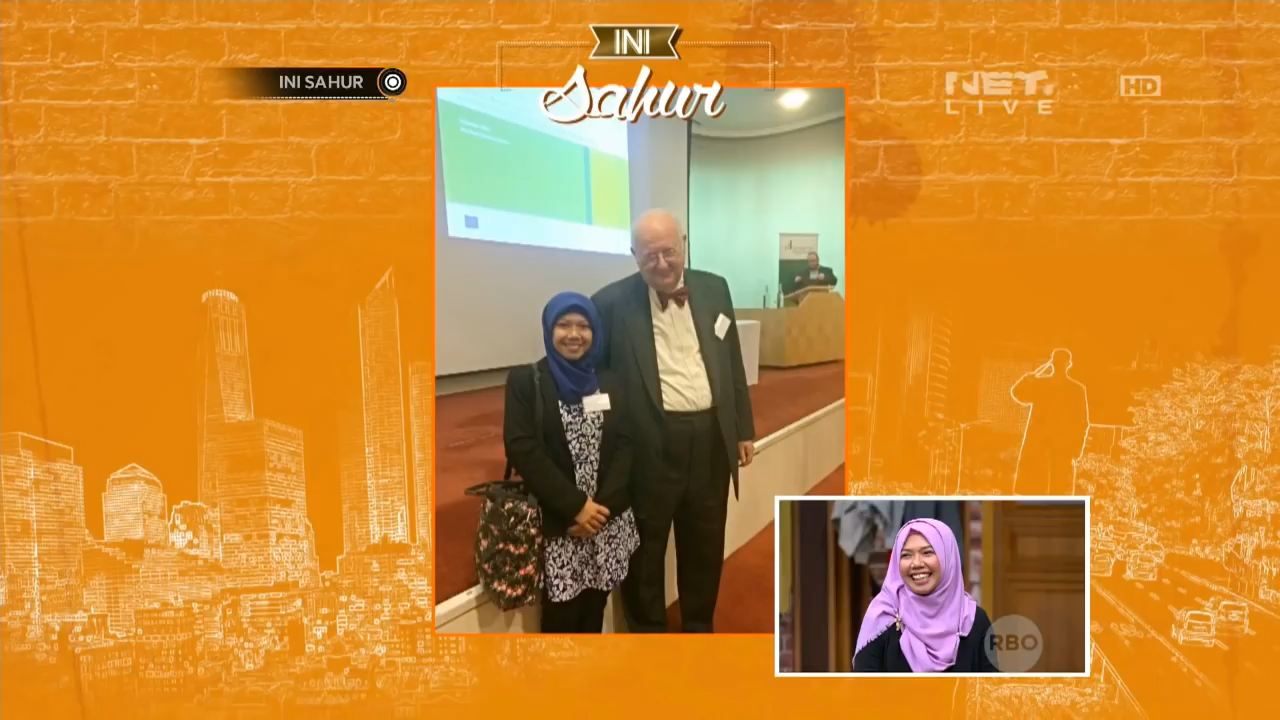 INI
Sahur
INI SAHUR
NET.
LIVE
HD
RBO